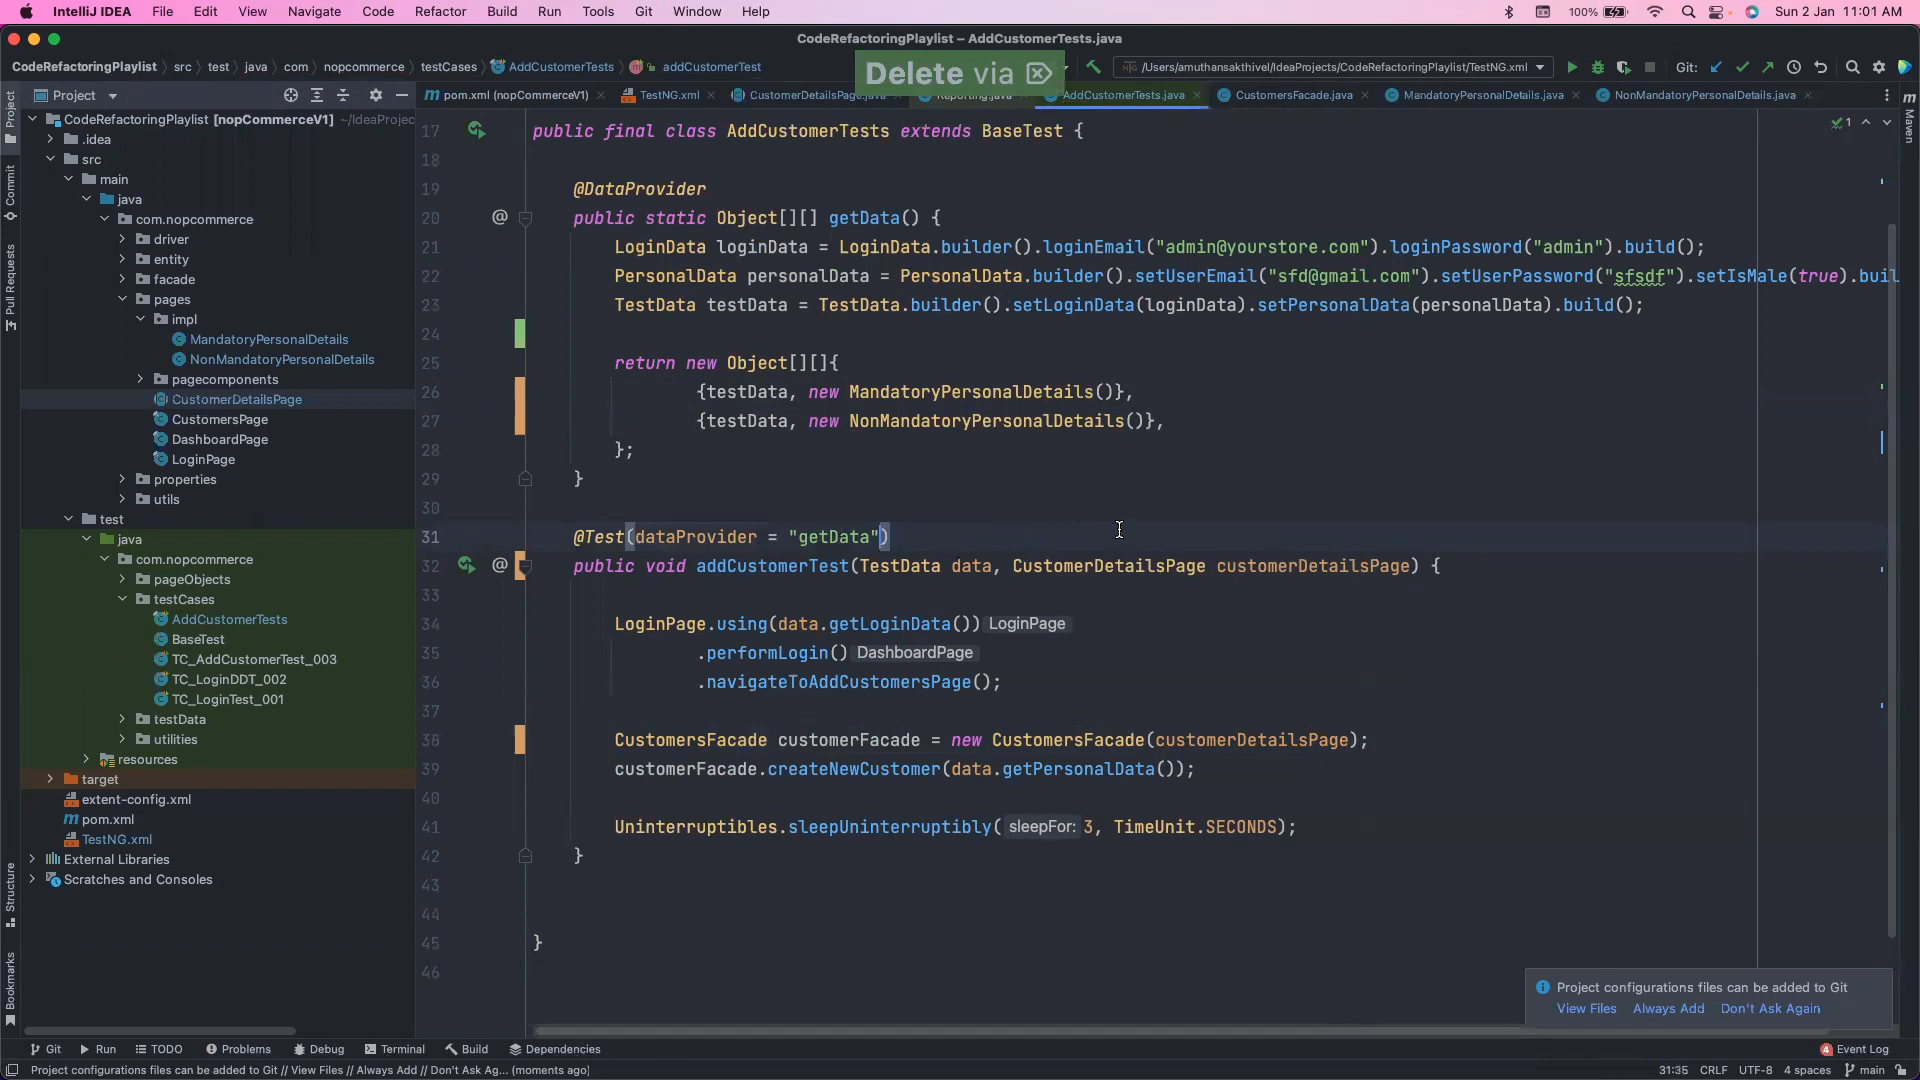 IntelliJ IDEA File Edit View Navigate Code Refactor Build Run Tools Git Window Help 100% Sun 2 Jan 11:01 AM
CodeRefactoringPlaylist – AddCustomerTests.java
CodeRefactoringPlaylist src test java com nopcommerce testCases AddCustomerTests addCustomerTest /Users/amuthansakthivel/IdeaProjects/CodeRefactoringPlaylist/TestNG.xml Git:
Delete via
Project
pom.xml (nopCommerceV1) TestNG.xml CustomerDetailsPage.java Reporting.java AddCustomerTests.java CustomersFacade.java MandatoryPersonalDetails.java NonMandatoryPersonalDetails.java
Project
Commit
Pull Requests
Structure
Bookmarks
Maven
CodeRefactoringPlaylist [nopCommerceV1] ~/IdeaProjec
.idea
src
main
java
com.nopcommerce
driver
entity
facade
pages
impl
MandatoryPersonalDetails
NonMandatoryPersonalDetails
pagecomponents
CustomerDetailsPage
CustomersPage
DashboardPage
LoginPage
properties
utils
test
java
com.nopcommerce
pageObjects
testCases
AddCustomerTests
BaseTest
TC_AddCustomerTest_003
TC_LoginDDT_002
TC_LoginTest_001
testData
utilities
resources
target
extent-config.xml
pom.xml
TestNG.xml
External Libraries
Scratches and Consoles
1
17 public final class AddCustomerTests extends BaseTest {
18
19 @DataProvider
20 @ public static Object[][] getData() {
21 LoginData loginData = LoginData.builder().loginEmail("admin@yourstore.com").loginPassword("admin").build();
22 PersonalData personalData = PersonalData.builder().setUserEmail("sfd@gmail.com").setUserPassword("sfsdf").setIsMale(true).buil
23 TestData testData = TestData.builder().setLoginData(loginData).setPersonalData(personalData).build();
24
25 return new Object[][]{
26 {testData, new MandatoryPersonalDetails()},
27 {testData, new NonMandatoryPersonalDetails()},
28 };
29 }
30
31 @Test(dataProvider = "getData")
32 @ public void addCustomerTest(TestData data, CustomerDetailsPage customerDetailsPage) {
33
34 LoginPage.using(data.getLoginData()) LoginPage
35 .performLogin() DashboardPage
36 .navigateToAddCustomersPage();
37
38 CustomersFacade customerFacade = new CustomersFacade(customerDetailsPage);
39 customerFacade.createNewCustomer(data.getPersonalData());
40
41 Uninterruptibles.sleepUninterruptibly( sleepFor: 3, TimeUnit.SECONDS);
42 }
43
44
45 }
46
Project configurations files can be added to Git
View Files Always Add Don't Ask Again
Git Run TODO Problems Debug Terminal Build Dependencies 4 Event Log
Project configurations files can be added to Git // View Files // Always Add // Don't Ask Ag... (moments ago) 31:35 CRLF UTF-8 4 spaces main